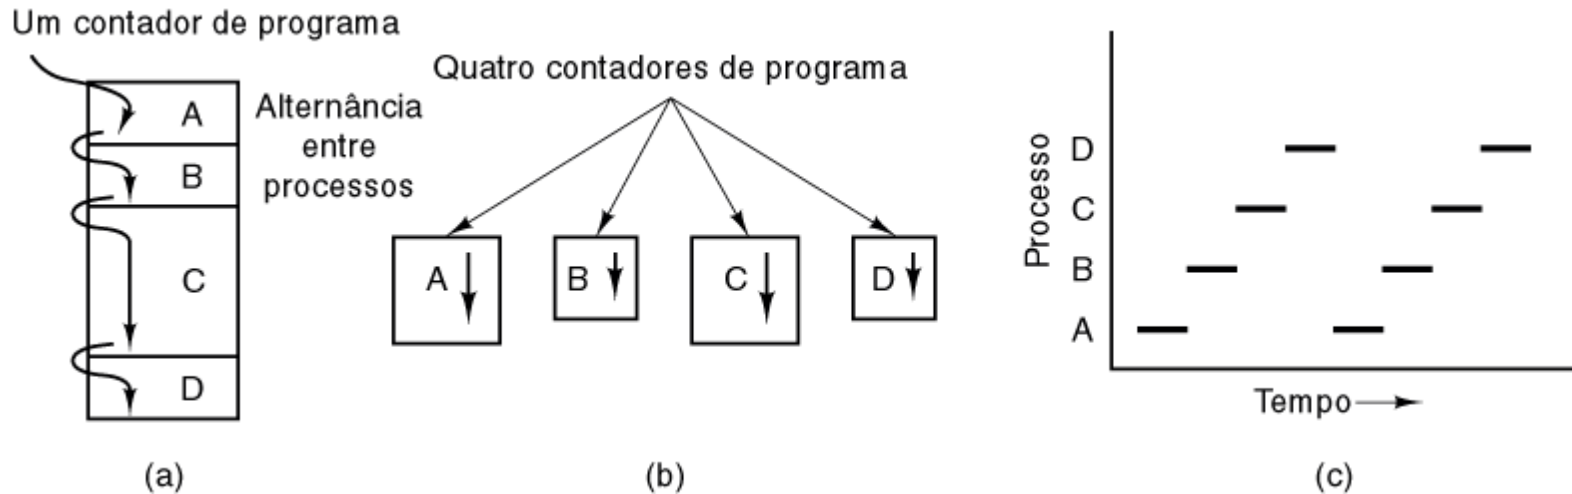 Um contador de programa
A
B
C
D
Alternância
entre
processos
(a)
Quatro contadores de programa
A
B
C
D
(b)
Processo
D
C
B
A
Tempo
(c)